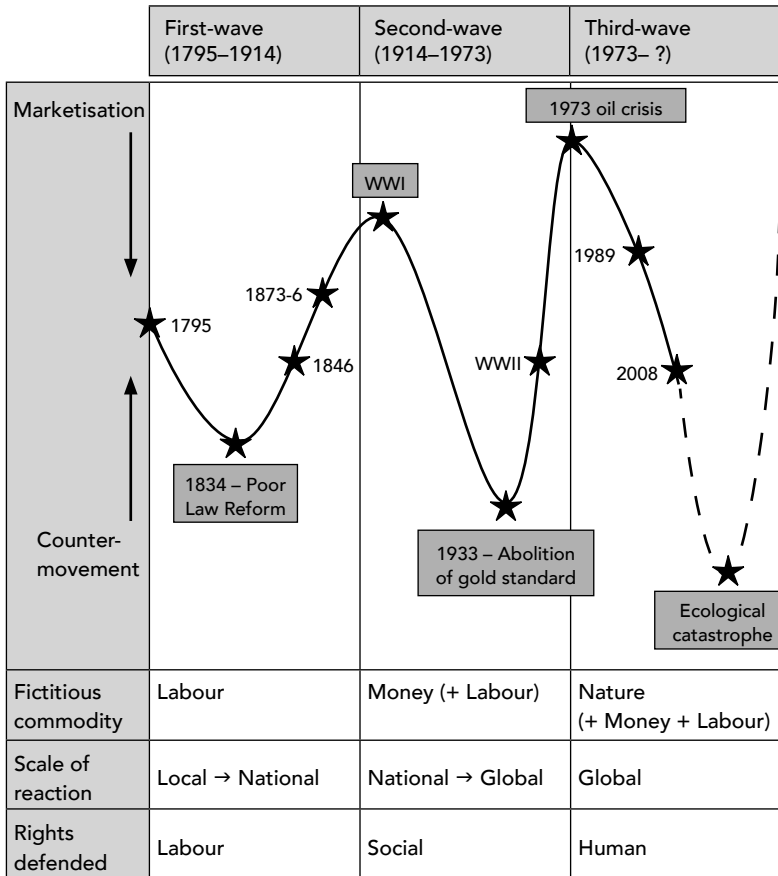 First-wave
(1795–1914)
Second-wave
(1914–1973)
Third-wave
(1973– ?)
Marketisation
1973 oil crisis
WWI
1989
1873-6
1795
1846
WWII
2008
1834 – Poor
Law Reform
Counter-
movement
1933 – Abolition
of gold standard
Ecological
catastrophe
Fictitious
commodity
Labour
Money (+ Labour)
Nature
(+ Money + Labour)
Scale of
reaction
Local → National
National → Global
Global
Rights
defended
Labour
Social
Human